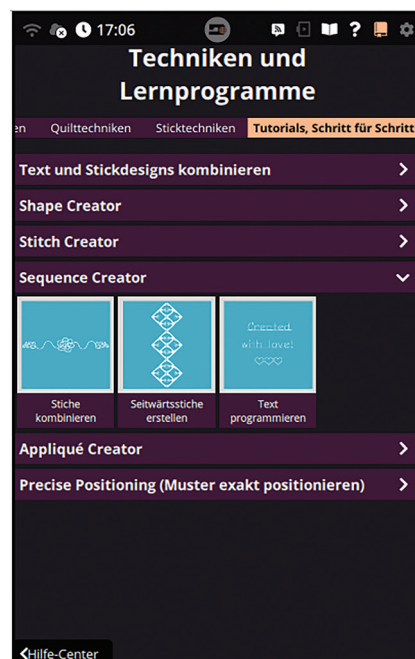 17:06
Techniken und
Lernprogramme
en Quilttechniken Sticktechniken Tutorials, Schritt für Schritt
Text und Stickdesigns kombinieren
Shape Creator
Stitch Creator
Sequence Creator
Created
with love!
Stiche
kombinieren
Seitwärtsstiche
erstellen
Text
programmieren
Appliqué Creator
Precise Positioning (Muster exakt positionieren)
Hilfe-Center